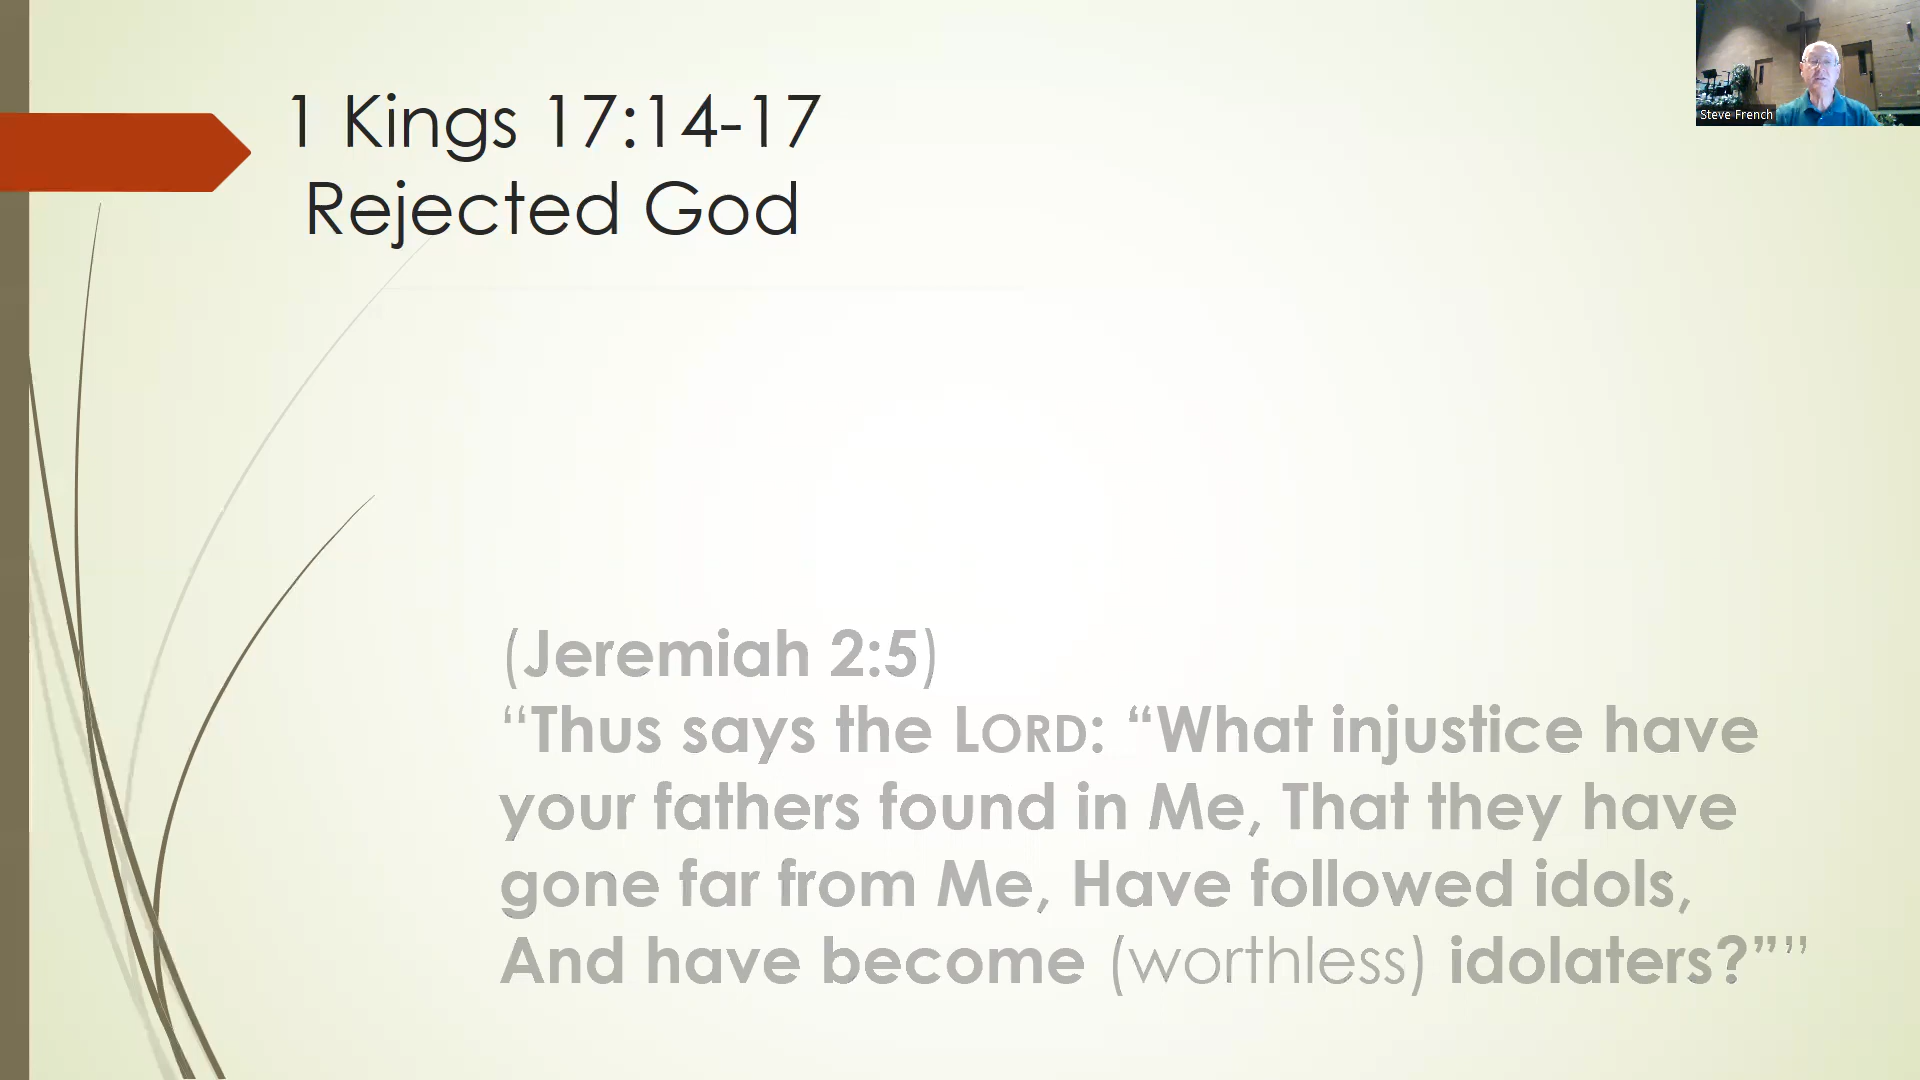 1 Kings 17:14-17
Rejected God
Steve French
(Jeremiah 2:5)
“Thus says the LORD: “What injustice have
your fathers found in Me, That they have
gone far from Me, Have followed idols,
And have become (worthless) idolaters?””